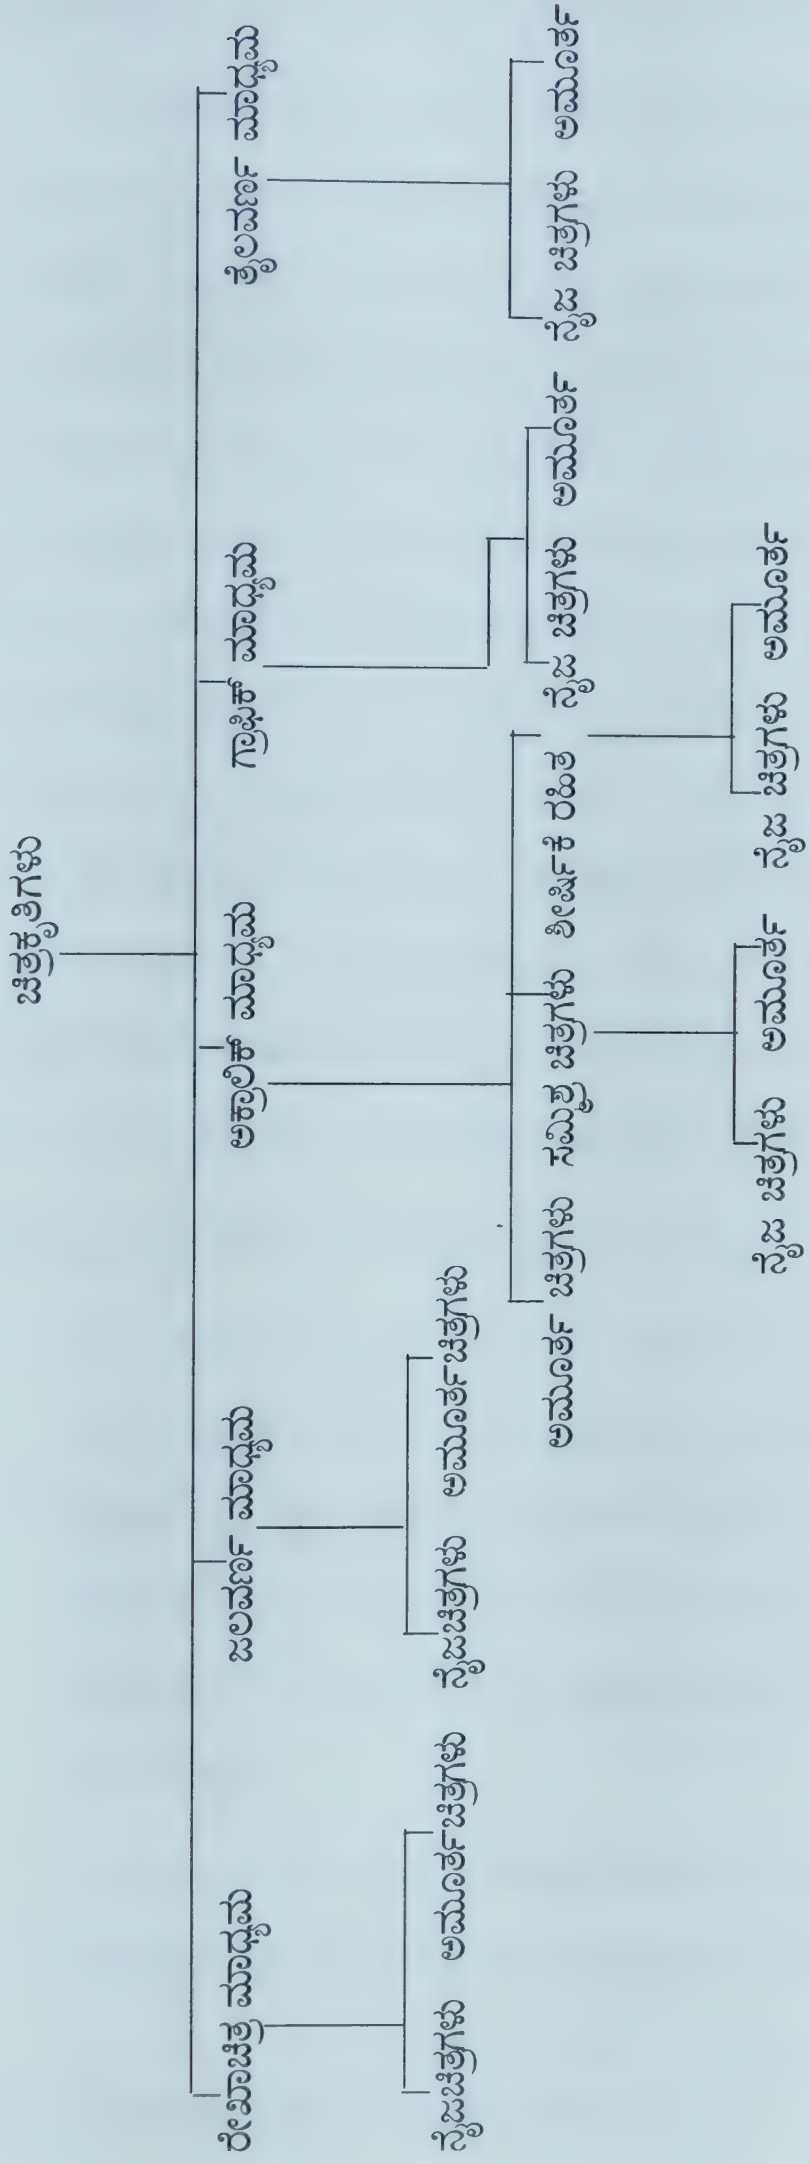 ಚಿತ್ರಕೃತಿಗಳು
ರೇಖಾಚಿತ್ರ ಮಾಧ್ಯಮ ಜಲವರ್ಣ ಮಾಧ್ಯಮ ಅಕ್ರಾಲಿಕ್ ಮಾಧ್ಯಮ ಗ್ರಾಫಿಕ್ ಮಾಧ್ಯಮ ತೈಲವರ್ಣ ಮಾಧ್ಯಮ
ನೈಜಚಿತ್ರಗಳು ಅಮೂರ್ತಚಿತ್ರಗಳು ನೈಜಚಿತ್ರಗಳು ಅಮೂರ್ತಚಿತ್ರಗಳು
ಅಮೂರ್ತ ಚಿತ್ರಗಳು ಸಮ್ಮಿಶ್ರ ಚಿತ್ರಗಳು ಶೀರ್ಷಿಕೆ ರಹಿತ ನೈಜ ಚಿತ್ರಗಳು ಅಮೂರ್ತ ನೈಜ ಚಿತ್ರಗಳು ಅಮೂರ್ತ
ನೈಜ ಚಿತ್ರಗಳು ಅಮೂರ್ತ ನೈಜ ಚಿತ್ರಗಳು ಅಮೂರ್ತ